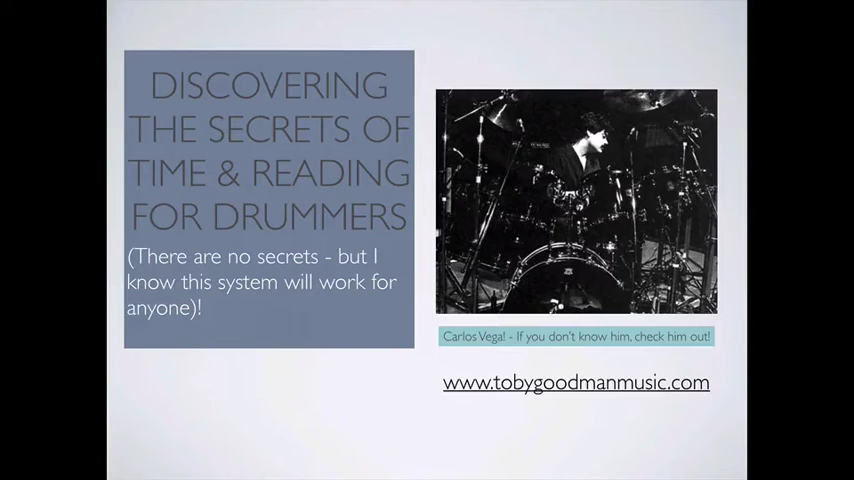 DISCOVERING
THE SECRETS OF
TIME & READING
FOR DRUMMERS
(There are no secrets - but I
know this system will work for
anyone)!
Carlos Vega! - If you don't know him, check him out!
www.tobygoodmanmusic.com